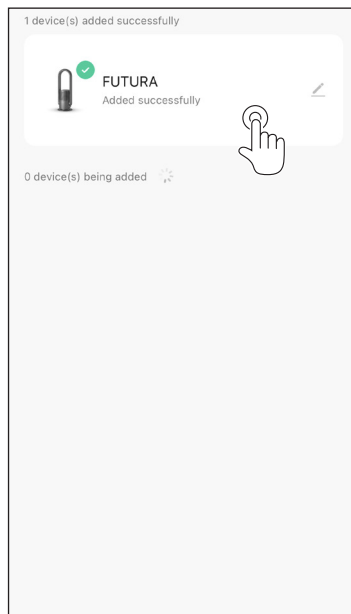 1 device(s) added successfully
FUTURA
Added successfully
0 device(s) being added